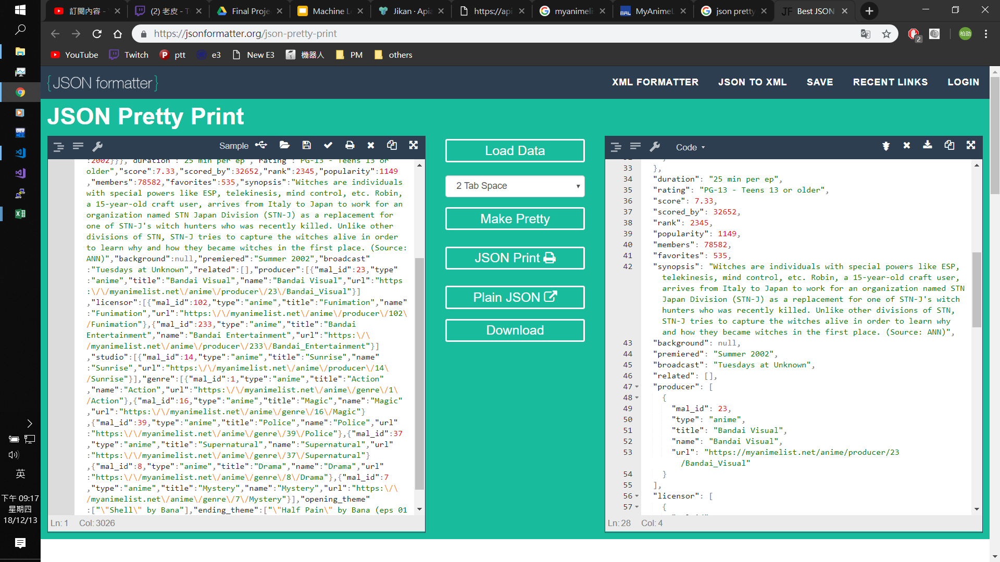 訂閱內容 -
(2) 老皮 - T
Final Proje
Machine L
Jikan · Apia
https://api
myanimeli
MyAnimeL
json pretty
Best JSON
https://jsonformatter.org/json-pretty-print
2
柏勋
YouTube
Twitch
ptt
e3
New E3
機器人
PM
others
{JSON formatter}
XML FORMATTER
JSON TO XML
SAVE
RECENT LINKS
LOGIN
JSON Pretty Print
Sample
:2002}}},"duration":"25 min per ep","rating":"PG-13 - Teens 13 or
older","score":7.33,"scored_by":32652,"rank":2345,"popularity":1149
,"members":78582,"favorites":535,"synopsis":"Witches are individuals
with special powers like ESP, telekinesis, mind control, etc. Robin,
a 15-year-old craft user, arrives from Italy to Japan to work for an
organization named STN Japan Division (STN-J) as a replacement for
one of STN-J's witch hunters who was recently killed. Unlike other
divisions of STN, STN-J tries to capture the witches alive in order
to learn why and how they became witches in the first place. (Source:
ANN)","background":null,"premiered":"Summer 2002","broadcast"
:"Tuesdays at Unknown","related":[],"producer":[{"mal_id":23,"type"
:"anime","title":"Bandai Visual","name":"Bandai Visual","url":"https
:\/\/myanimelist.net\/anime\/producer\/23\/Bandai_Visual"}]
,"licensor":[{"mal_id":102,"type":"anime","title":"Funimation","name"
:"Funimation","url":"https:\/\/myanimelist.net\/anime\/producer\/102\
/Funimation"},{"mal_id":233,"type":"anime","title":"Bandai
Entertainment","name":"Bandai Entertainment","url":"https:\/\
/myanimelist.net\/anime\/producer\/233\/Bandai_Entertainment"}]
,"studio":[{"mal_id":14,"type":"anime","title":"Sunrise","name"
:"Sunrise","url":"https:\/\/myanimelist.net\/anime\/producer\/14\
/Sunrise"}],"genre":[{"mal_id":1,"type":"anime","title":"Action"
,"name":"Action","url":"https:\/\/myanimelist.net\/anime\/genre\/1\
/Action"},{"mal_id":16,"type":"anime","title":"Magic","name":"Magic"
,"url":"https:\/\/myanimelist.net\/anime\/genre\/16\/Magic"}
,{"mal_id":39,"type":"anime","title":"Police","name":"Police","url"
:"https:\/\/myanimelist.net\/anime\/genre\/39\/Police"},{"mal_id":37
,"type":"anime","title":"Supernatural","name":"Supernatural","url"
:"https:\/\/myanimelist.net\/anime\/genre\/37\/Supernatural"}
,{"mal_id":8,"type":"anime","title":"Drama","name":"Drama","url"
:"https:\/\/myanimelist.net\/anime\/genre\/8\/Drama"},{"mal_id":7
,"type":"anime","title":"Mystery","name":"Mystery","url":"https:\/\
/myanimelist.net\/anime\/genre\/7\/Mystery"}],"opening_theme"
:["\"Shell\" by Bana"],"ending_theme":["\"Half Pain\" by Bana (eps 01
Ln: 1 Col: 3026
Load Data
2 Tab Space
Make Pretty
JSON Print
Plain JSON
Download
Code
33 },
34 "duration": "25 min per ep",
35 "rating": "PG-13 - Teens 13 or older",
36 "score": 7.33,
37 "scored_by": 32652,
38 "rank": 2345,
39 "popularity": 1149,
40 "members": 78582,
41 "favorites": 535,
42 "synopsis": "Witches are individuals with special powers like ESP,
telekinesis, mind control, etc. Robin, a 15-year-old craft user,
arrives from Italy to Japan to work for an organization named STN
Japan Division (STN-J) as a replacement for one of STN-J's witch
hunters who was recently killed. Unlike other divisions of STN,
STN-J tries to capture the witches alive in order to learn why
and how they became witches in the first place. (Source: ANN)",
43 "background": null,
44 "premiered": "Summer 2002",
45 "broadcast": "Tuesdays at Unknown",
46 "related": [],
47 "producer": [
48 {
49 "mal_id": 23,
50 "type": "anime",
51 "title": "Bandai Visual",
52 "name": "Bandai Visual",
53 "url": "https://myanimelist.net/anime/producer/23
/Bandai_Visual"
54 }
55 ],
56 "licensor": [
57 {
Ln: 28 Col: 4
英
下午 09:17
星期四
18/12/13